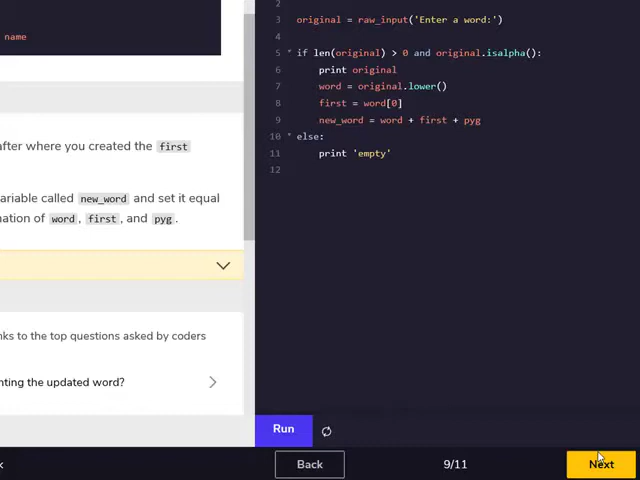 name
after where you created the first
ariable called new_word and set it equal
nation of word, first, and pyg.
nks to the top questions asked by coders
nting the updated word?
2
3 original = raw_input('Enter a word:')
4
5 if len(original) > 0 and original.isalpha():
6 print original
7 word = original.lower()
8 first = word[0]
9 new_word = word + first + pyg
10 else:
11 print 'empty'
12
Run
Back
9/11
Next